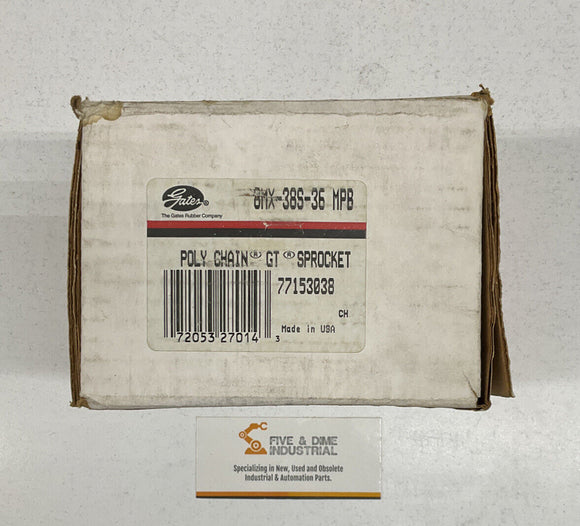 Gates®
The Gates Rubber Company
8MX-38S-36 MPB
POLY CHAIN® GT® SPROCKET
77153038
CH
72053 27014 3
Made in USA
FIVE & DIME
INDUSTRIAL
Specializing in New, Used and Obsolete
Industrial & Automation Parts.